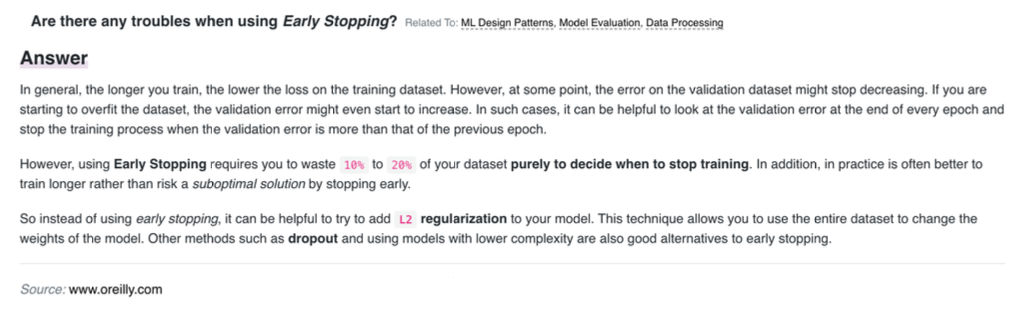 Are there any troubles when using Early Stopping? Related To: ML Design Patterns, Model Evaluation, Data Processing
Answer
In general, the longer you train, the lower the loss on the training dataset. However, at some point, the error on the validation dataset might stop decreasing. If you are
starting to overfit the dataset, the validation error might even start to increase. In such cases, it can be helpful to look at the validation error at the end of every epoch and
stop the training process when the validation error is more than that of the previous epoch.
However, using Early Stopping requires you to waste 10% to 20% of your dataset purely to decide when to stop training. In addition, in practice is often better to
train longer rather than risk a suboptimal solution by stopping early.
So instead of using early stopping, it can be helpful to try to add L2 regularization to your model. This technique allows you to use the entire dataset to change the
weights of the model. Other methods such as dropout and using models with lower complexity are also good alternatives to early stopping.
Source: www.oreilly.com